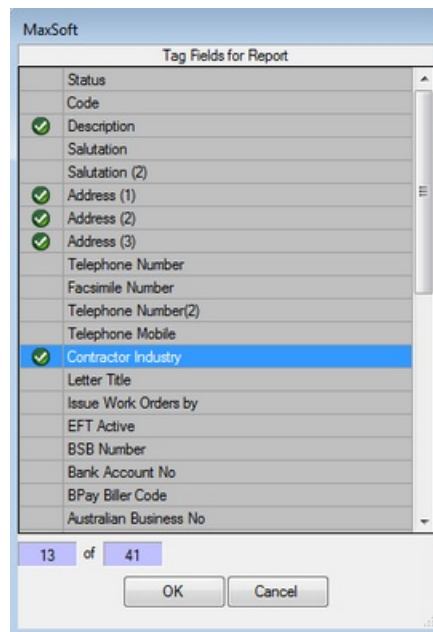 MaxSoft
Tag Fields for Report
Status
Code
Description
Salutation
Salutation (2)
Address (1)
Address (2)
Address (3)
Telephone Number
Facsimile Number
Telephone Number(2)
Telephone Mobile
Contractor Industry
Letter Title
Issue Work Orders by
EFT Active
BSB Number
Bank Account No
BPay Biller Code
Australian Business No
13 of 41
OK Cancel